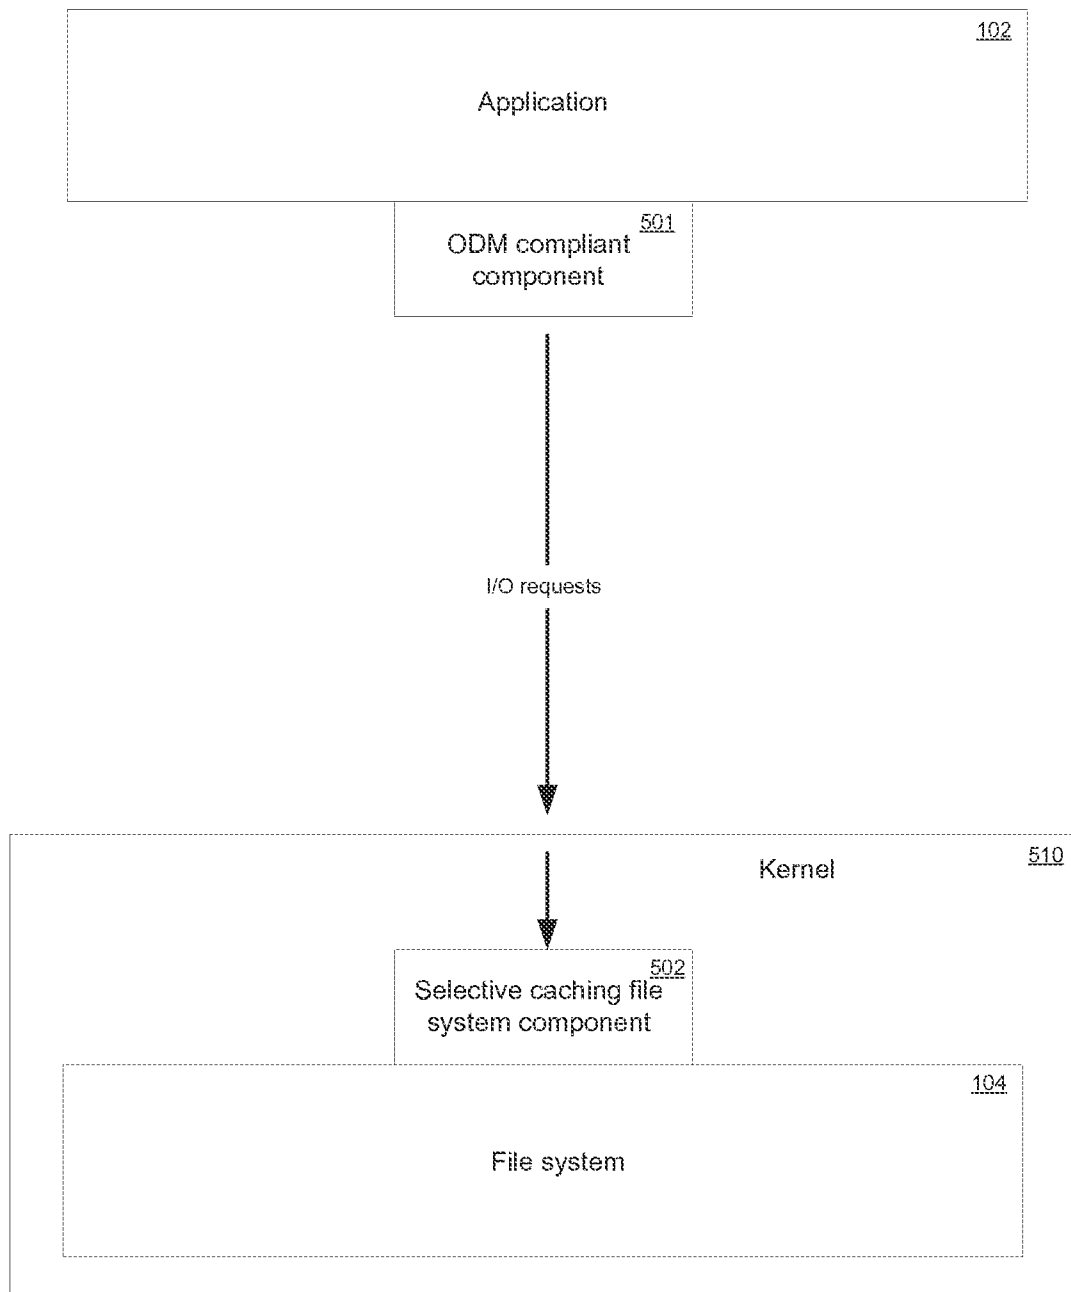 102
Application
501
ODM compliant
component
I/O requests
510
Kernel
502
Selective caching file
system component
104
File system